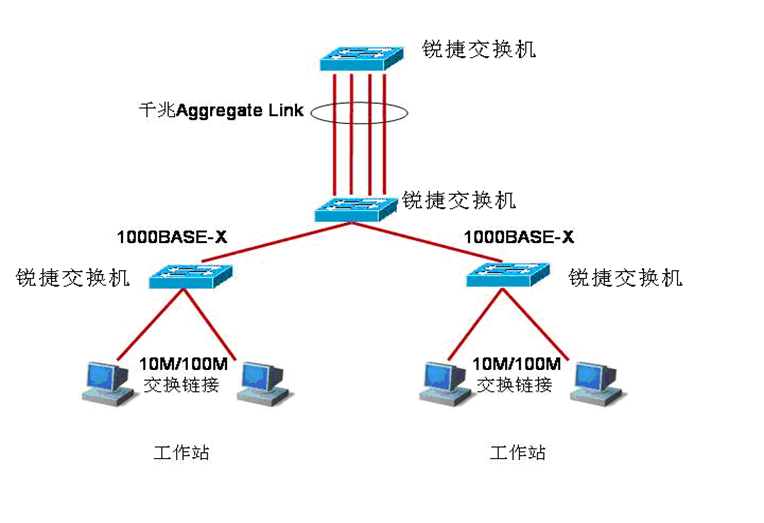 锐捷交换机
千兆Aggregate Link
锐捷交换机
1000BASE-X
1000BASE-X
锐捷交换机
锐捷交换机
10M/100M
交换链接
10M/100M
交换链接
工作站
工作站